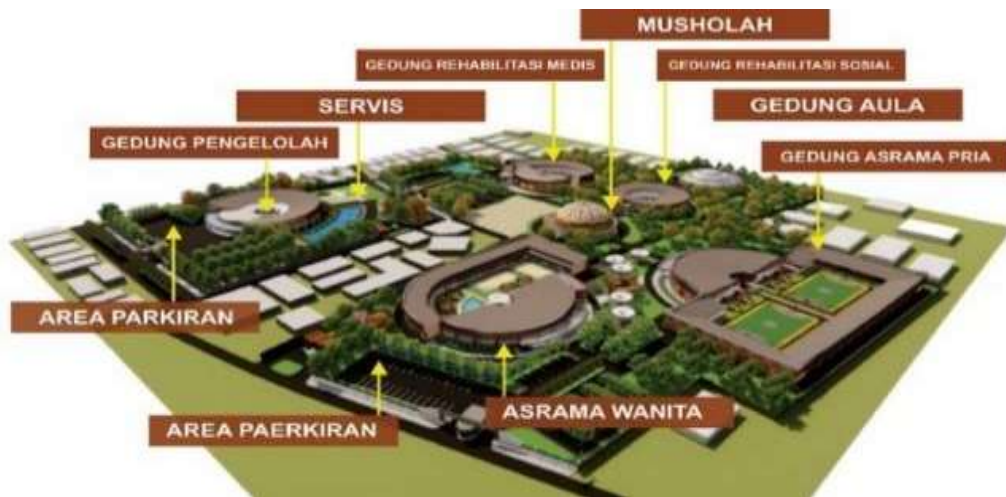 MUSHOLAH
GEDUNG REHABILITASI MEDIS
GEDUNG REHABILITASI SOSIAL
SERVIS
GEDUNG AULA
GEDUNG PENGELOLAH
GEDUNG ASRAMA PRIA
AREA PARKIRAN
ASRAMA WANITA
AREA PAERKIRAN